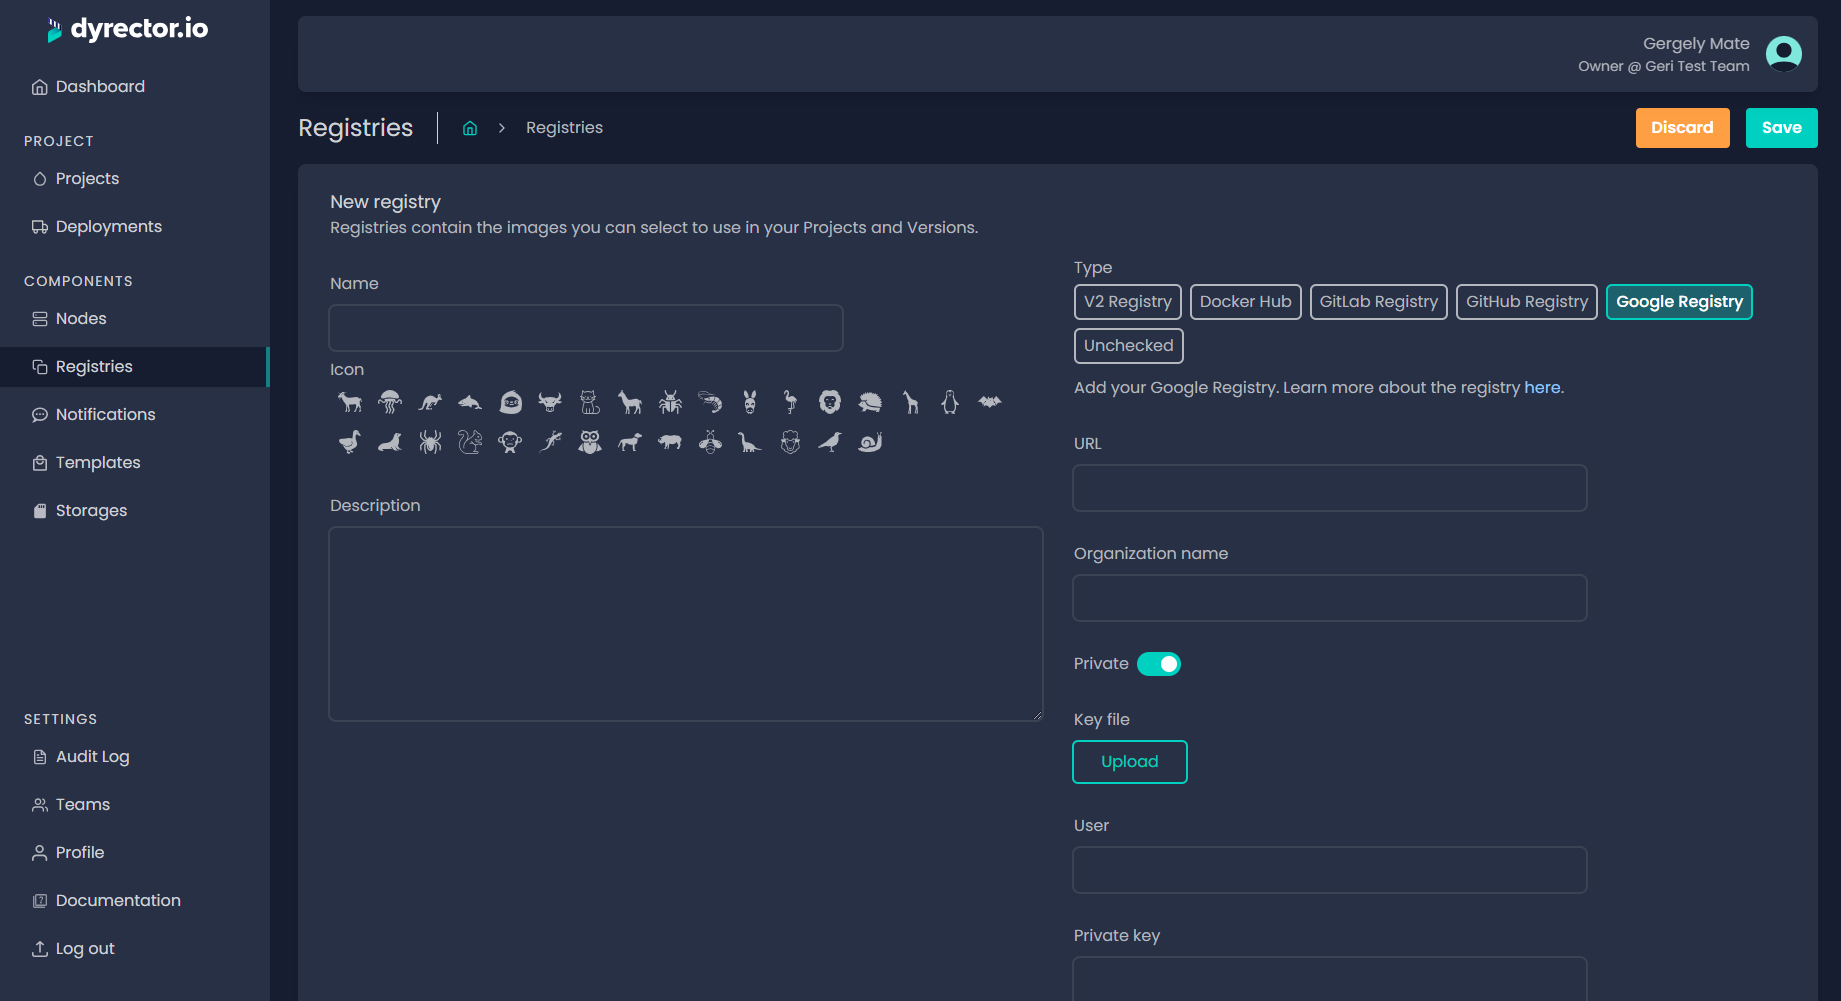 dyrector.io
Dashboard
PROJECT
Projects
Deployments
COMPONENTS
Nodes
Registries
Notifications
Templates
Storages
SETTINGS
Audit Log
Teams
Profile
Documentation
Log out
Gergely Mate
Owner @ Geri Test Team
Registries
Registries
Discard
Save
New registry
Registries contain the images you can select to use in your Projects and Versions.
Name
Icon
Description
Type
V2 Registry
Docker Hub
GitLab Registry
GitHub Registry
Google Registry
Unchecked
Add your Google Registry. Learn more about the registry here.
URL
Organization name
Private
Key file
Upload
User
Private key